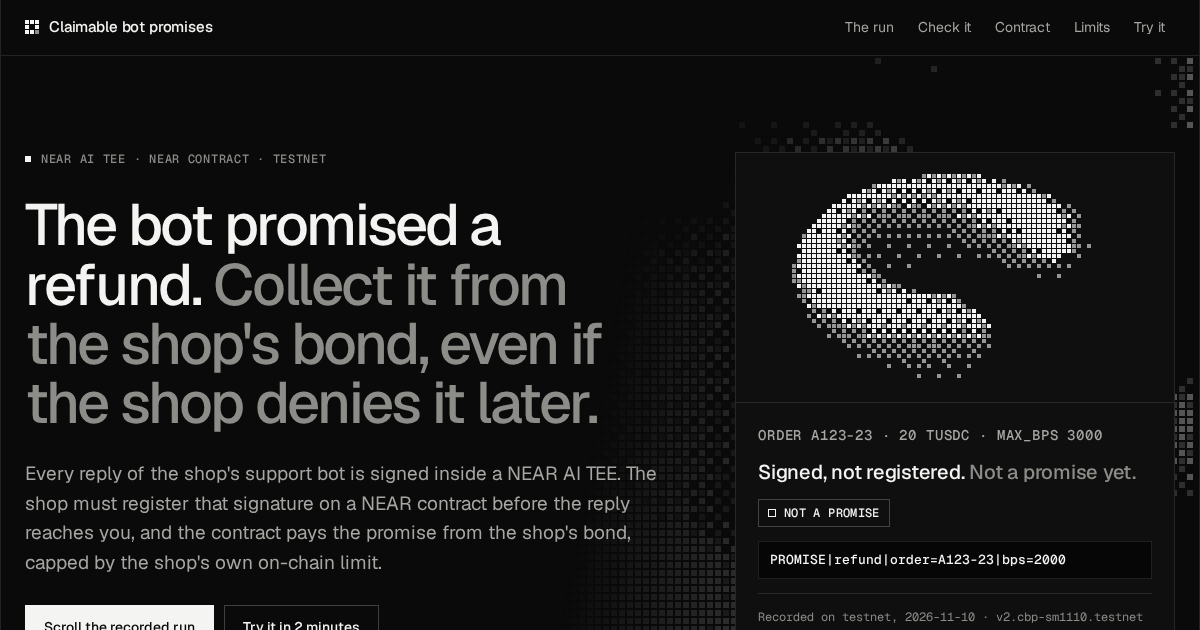 Claimable bot promises
The run
Check it
Contract
Limits
Try it
NEAR AI TEE · NEAR CONTRACT · TESTNET
The bot promised a
refund. Collect it from
the shop's bond, even if
the shop denies it later.
Every reply of the shop's support bot is signed inside a NEAR AI TEE. The
shop must register that signature on a NEAR contract before the reply
reaches you, and the contract pays the promise from the shop's bond,
capped by the shop's own on-chain limit.
Scroll the recorded run
Try it in 2 minutes
ORDER A123-23 · 20 TUSDC · MAX_BPS 3000
Signed, not registered. Not a promise yet.
NOT A PROMISE
PROMISE|refund|order=A123-23|bps=2000
Recorded on testnet, 2026-11-10 · v2.cbp-sm1110.testnet